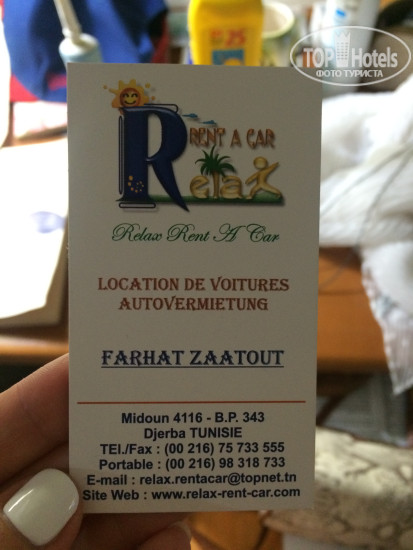 TOP Hotels
ФОТО ТУРИСТА
RENT A CAR
Relax
Relax Rent A Car
LOCATION DE VOITURES
AUTOVERMIETUNG
FARHAT ZAATOUT
Midoun 4116 - B.P. 343
Djerba TUNISIE
TEl./Fax : (00 216) 75 733 555
Portable : (00 216) 98 318 733
E-mail : relax.rentacar@topnet.tn
Site Web : www.relax-rent-car.com